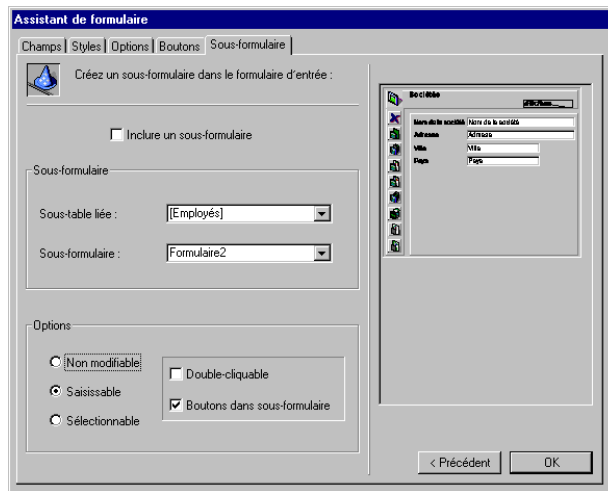 Assistant de formulaire
Champs Styles Options Boutons Sous-formulaire
Créez un sous-formulaire dans le formulaire d'entrée :
Inclure un sous-formulaire
Sous-formulaire
Sous-table liée : [Employés]
Sous-formulaire : Formulaire2
Options
Non modifiable
Saisissable
Sélectionnable
Double-cliquable
Boutons dans sous-formulaire
Sociétés
Nom de la société Nom de la société
Adresse Adresse
Ville Ville
Pays Pays
< Précédent OK